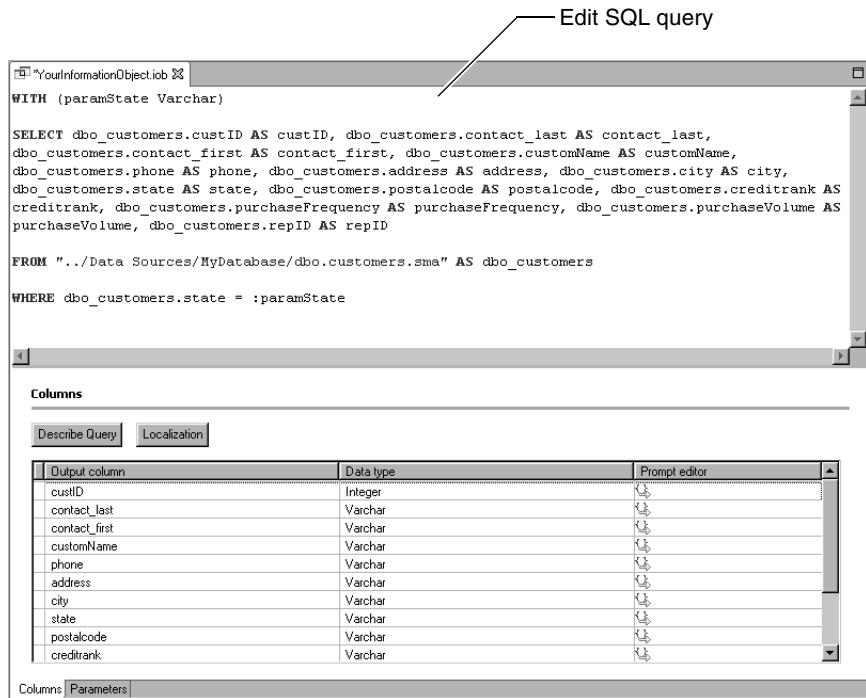 Edit SQL query
*YourInformationObject.iob
WITH (paramState Varchar)
SELECT dbo_customers.custID AS custID, dbo_customers.contact_last AS contact_last,
dbo_customers.contact_first AS contact_first, dbo_customers.customName AS customName,
dbo_customers.phone AS phone, dbo_customers.address AS address, dbo_customers.city AS city,
dbo_customers.state AS state, dbo_customers.postalcode AS postalcode, dbo_customers.creditrank AS
creditrank, dbo_customers.purchaseFrequency AS purchaseFrequency, dbo_customers.purchaseVolume AS
purchaseVolume, dbo_customers.repID AS repID
FROM "../Data Sources/MyDatabase/dbo.customers.sma" AS dbo_customers
WHERE dbo_customers.state = :paramState
Columns
Describe Query Localization
Output column Data type Prompt editor
custID Integer
contact_last Varchar
contact_first Varchar
customName Varchar
phone Varchar
address Varchar
city Varchar
state Varchar
postalcode Varchar
creditrank Varchar
Columns Parameters